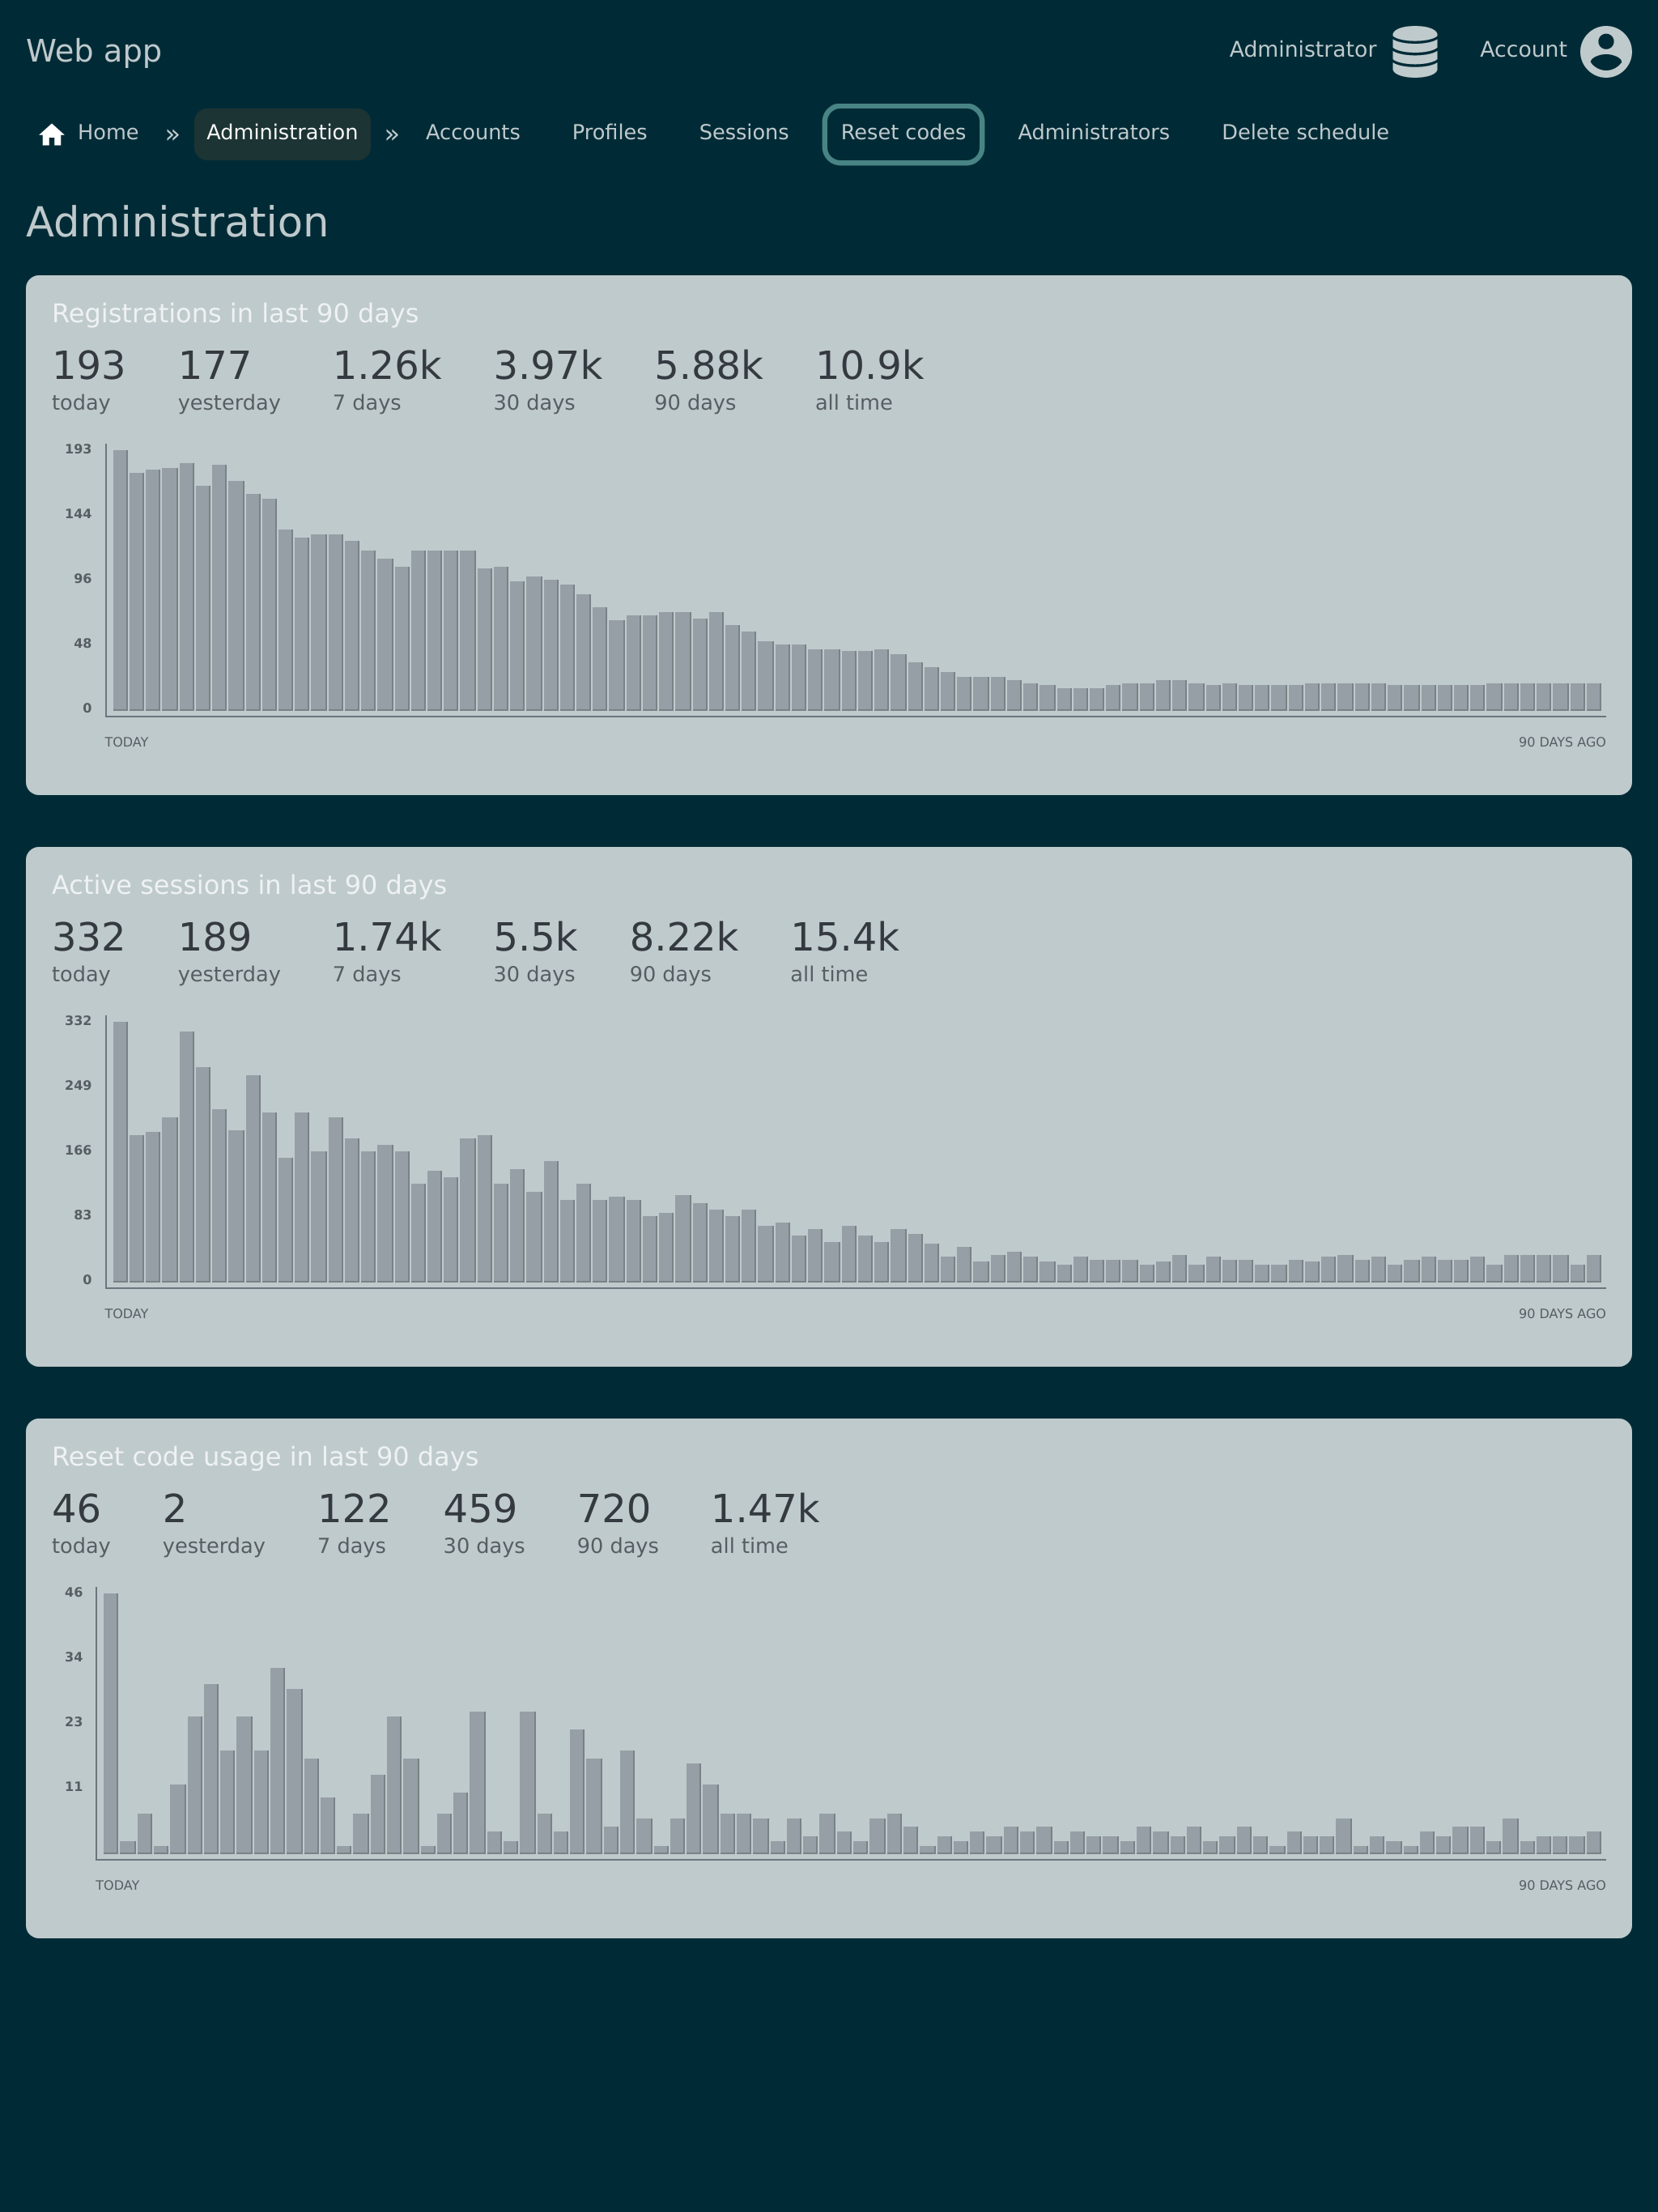 Web app
Administrator
Account
Home » Administration » Accounts Profiles Sessions Reset codes Administrators Delete schedule
Administration
Registrations in last 90 days
193 177 1.26k 3.97k 5.88k 10.9k
today yesterday 7 days 30 days 90 days all time
193
144
96
48
0
TODAY 90 DAYS AGO
Active sessions in last 90 days
332 189 1.74k 5.5k 8.22k 15.4k
today yesterday 7 days 30 days 90 days all time
332
249
166
83
0
TODAY 90 DAYS AGO
Reset code usage in last 90 days
46 2 122 459 720 1.47k
today yesterday 7 days 30 days 90 days all time
46
34
23
11
TODAY 90 DAYS AGO